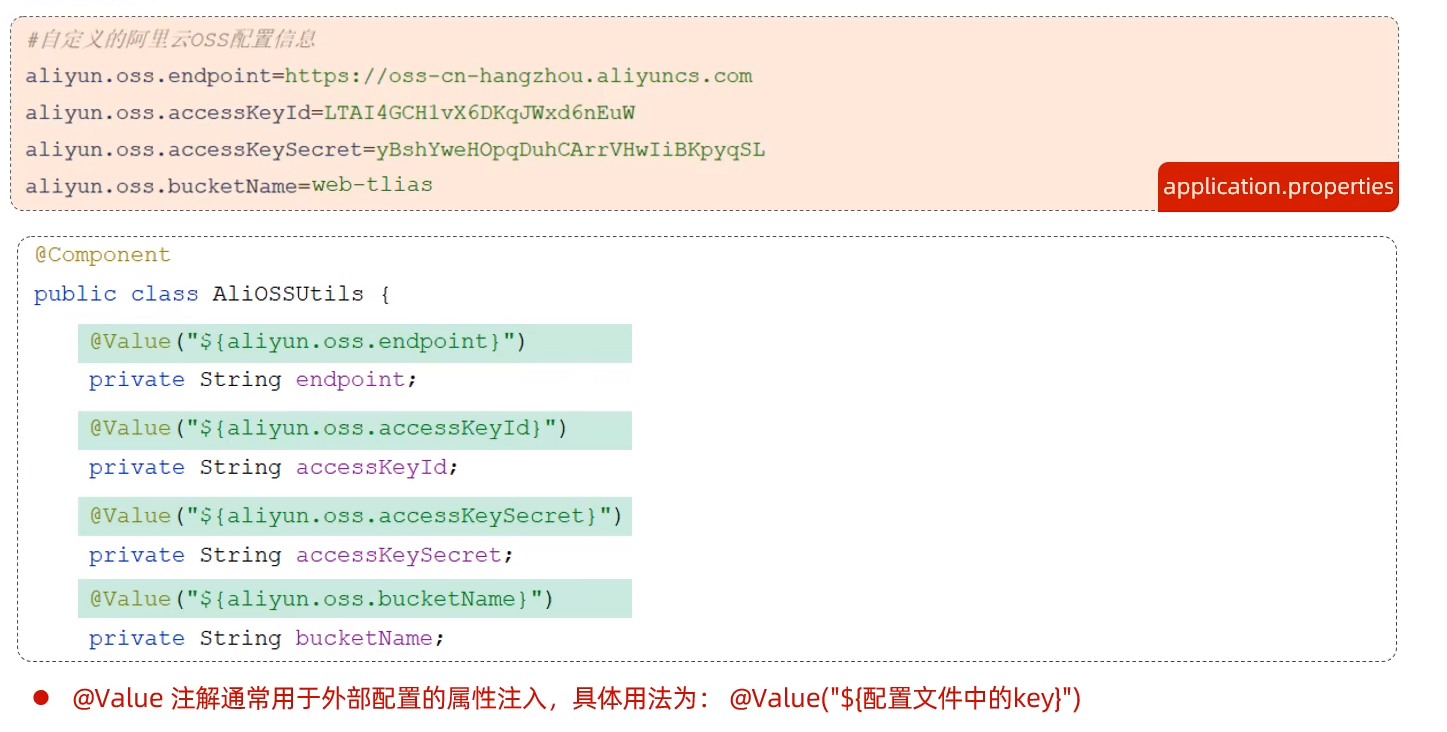 #自定义的阿里云OSS配置信息
aliyun.oss.endpoint=https://oss-cn-hangzhou.aliyuncs.com
aliyun.oss.accessKeyId=LTAI4GCH1vX6DKqJWxd6nEuW
aliyun.oss.accessKeySecret=yBshYweHOpqDuhCArrVHwIiBKpyqSL
aliyun.oss.bucketName=web-tlias
application.properties
@Component
public class AliOSSUtils {
@Value("${aliyun.oss.endpoint}")
private String endpoint;
@Value("${aliyun.oss.accessKeyId}")
private String accessKeyId;
@Value("${aliyun.oss.accessKeySecret}")
private String accessKeySecret;
@Value("${aliyun.oss.bucketName}")
private String bucketName;
● @Value 注解通常用于外部配置的属性注入，具体用法为： @Value("${配置文件中的key}")